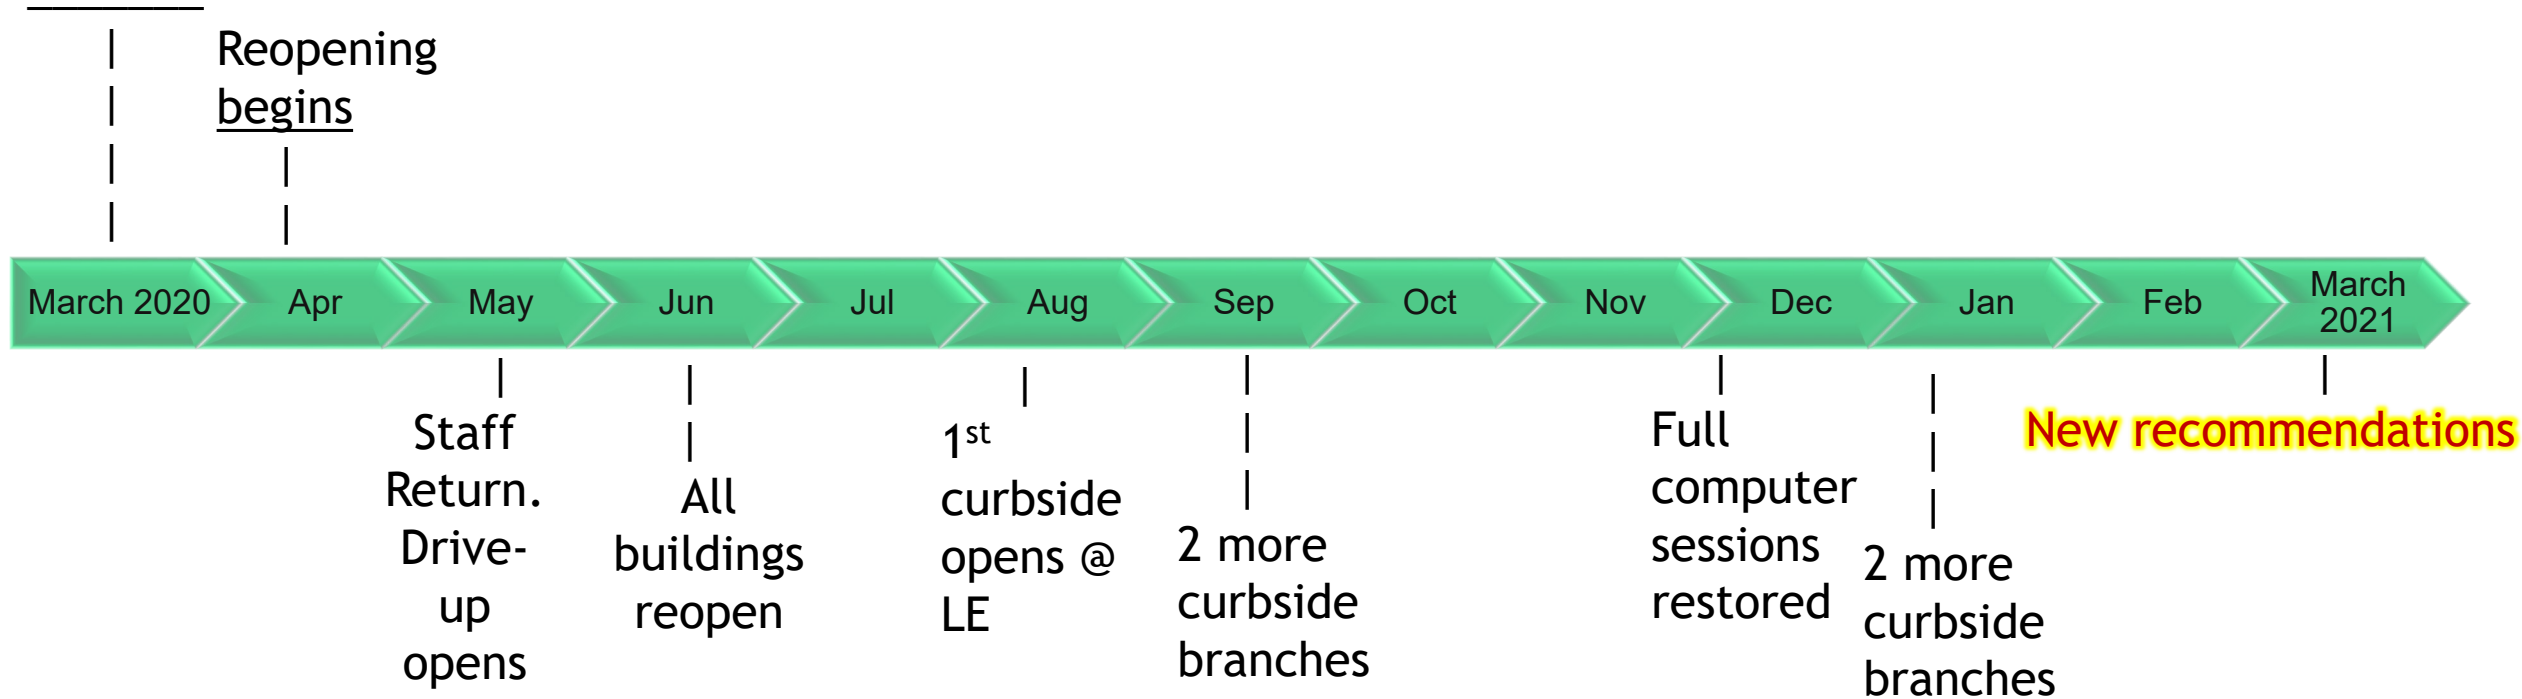 Reopening
begins
March 2020
Apr
May
Jun
Jul
Aug
Sep
Oct
Nov
Dec
Jan
Feb
March
2021
Staff
Return.
Drive-
up
opens
All
buildings
reopen
1st
curbside
opens @
LE
2 more
curbside
branches
Full
computer
sessions
restored
2 more
curbside
branches
New recommendations